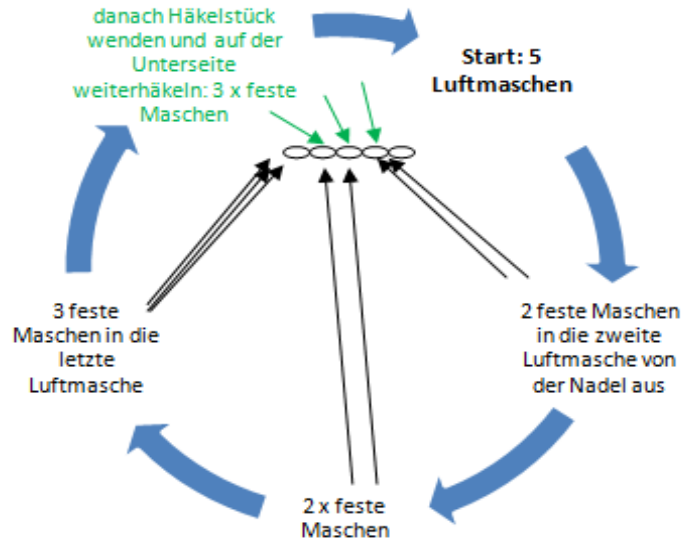 danach Häkelstück
wenden und auf der
Unterseite
weiterhäkeln: 3 x feste
Maschen
Start: 5
Luftmaschen
2 feste Maschen
in die zweite
Luftmasche von
der Nadel aus
2 x feste
Maschen
3 feste
Maschen in die
letzte
Luftmasche